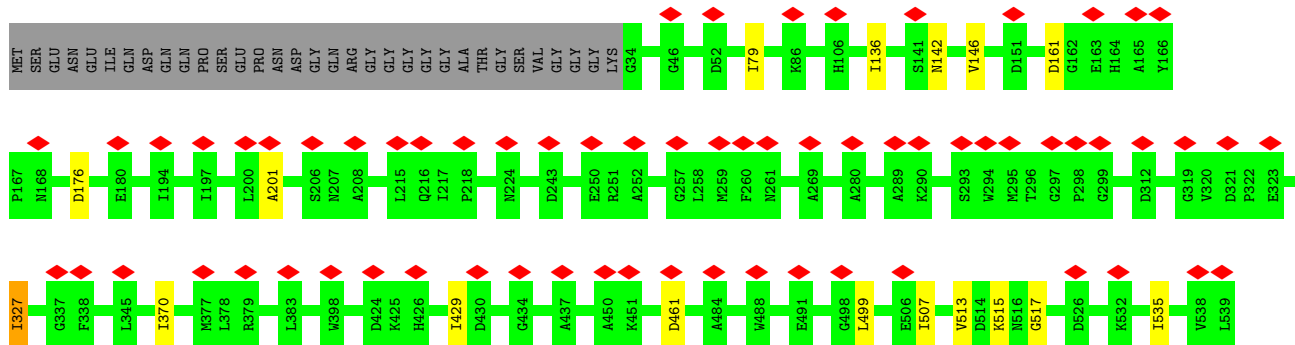 MET SER GLU ASN GLU ILE GLN ASP GLN GLN PRO SER GLU PRO ASN ASP GLY GLN ARG GLY GLY GLY GLY GLY ALA THR GLY SER VAL GLY GLY GLY LYS G34 G46 D52 I79 K86 H106 I136 S141 N142 V146 D151 D161 G162 E163 H164 A165 Y166
P167 N168 D176 E180 I194 I197 L200 A201 S206 N207 A208 L215 Q216 I217 P218 N224 D243 E250 R251 A252 G257 L258 M259 F260 N261 A269 A280 A289 K290 S293 W294 M295 T296 G297 P298 G299 D312 G319 V320 D321 P322 E323
I327 G337 F338 L345 I370 M377 L378 R379 L383 W398 D424 K425 H426 I429 D430 G434 A437 A450 K451 D461 A484 W488 E491 G498 L499 E506 I507 V513 D514 K515 N516 G517 D526 K532 I535 V538 L539